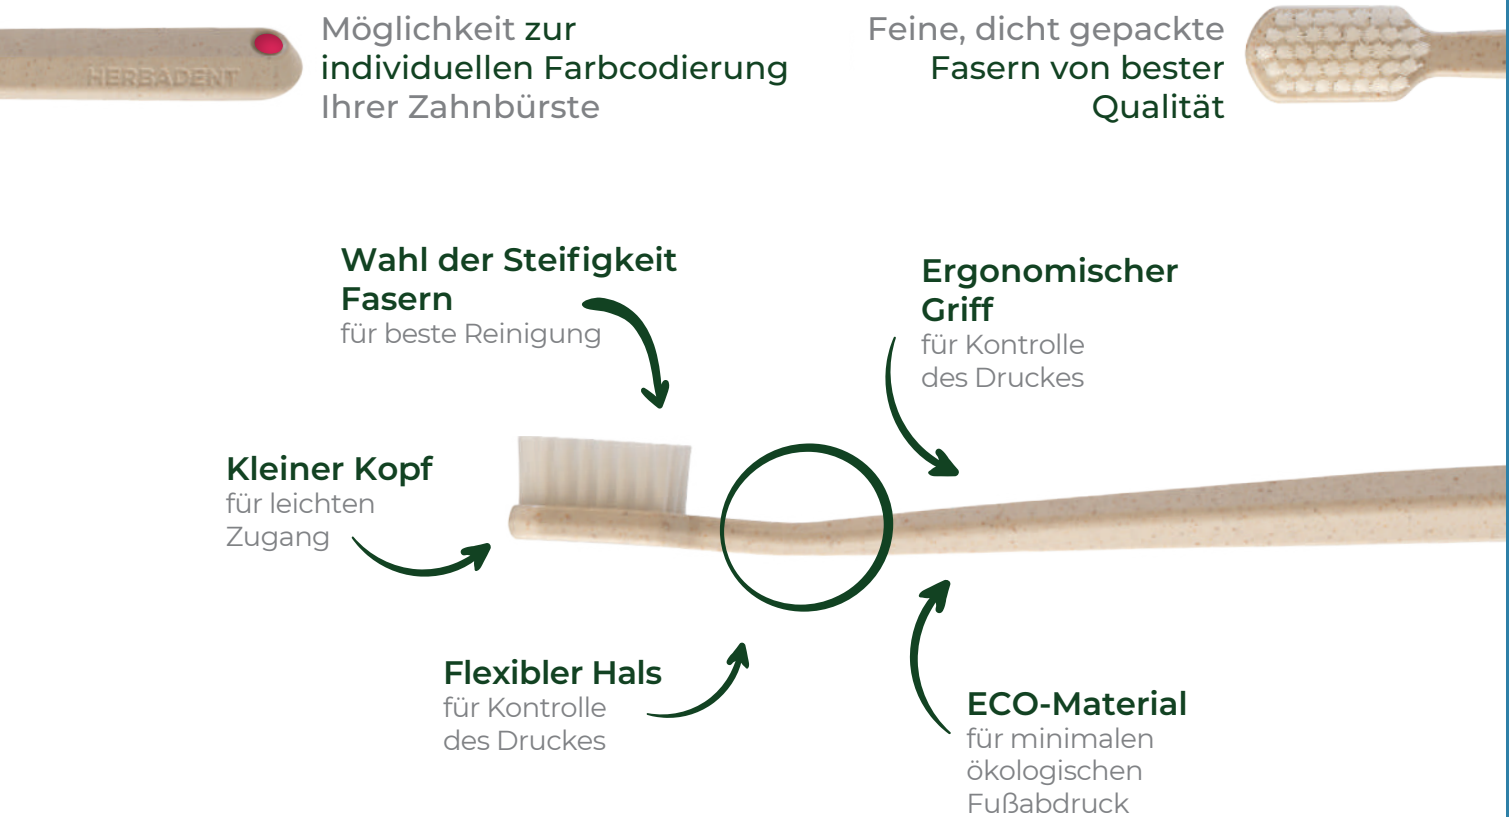 HERBADENT
Möglichkeit zur
individuellen Farbcodierung
Ihrer Zahnbürste
Feine, dicht gepackte
Fasern von bester
Qualität
Wahl der Steifigkeit
Fasern
für beste Reinigung
Ergonomischer
Griff
für Kontrolle
des Druckes
Kleiner Kopf
für leichten
Zugang
Flexibler Hals
für Kontrolle
des Druckes
ECO-Material
für minimalen
ökologischen
Fußabdruck